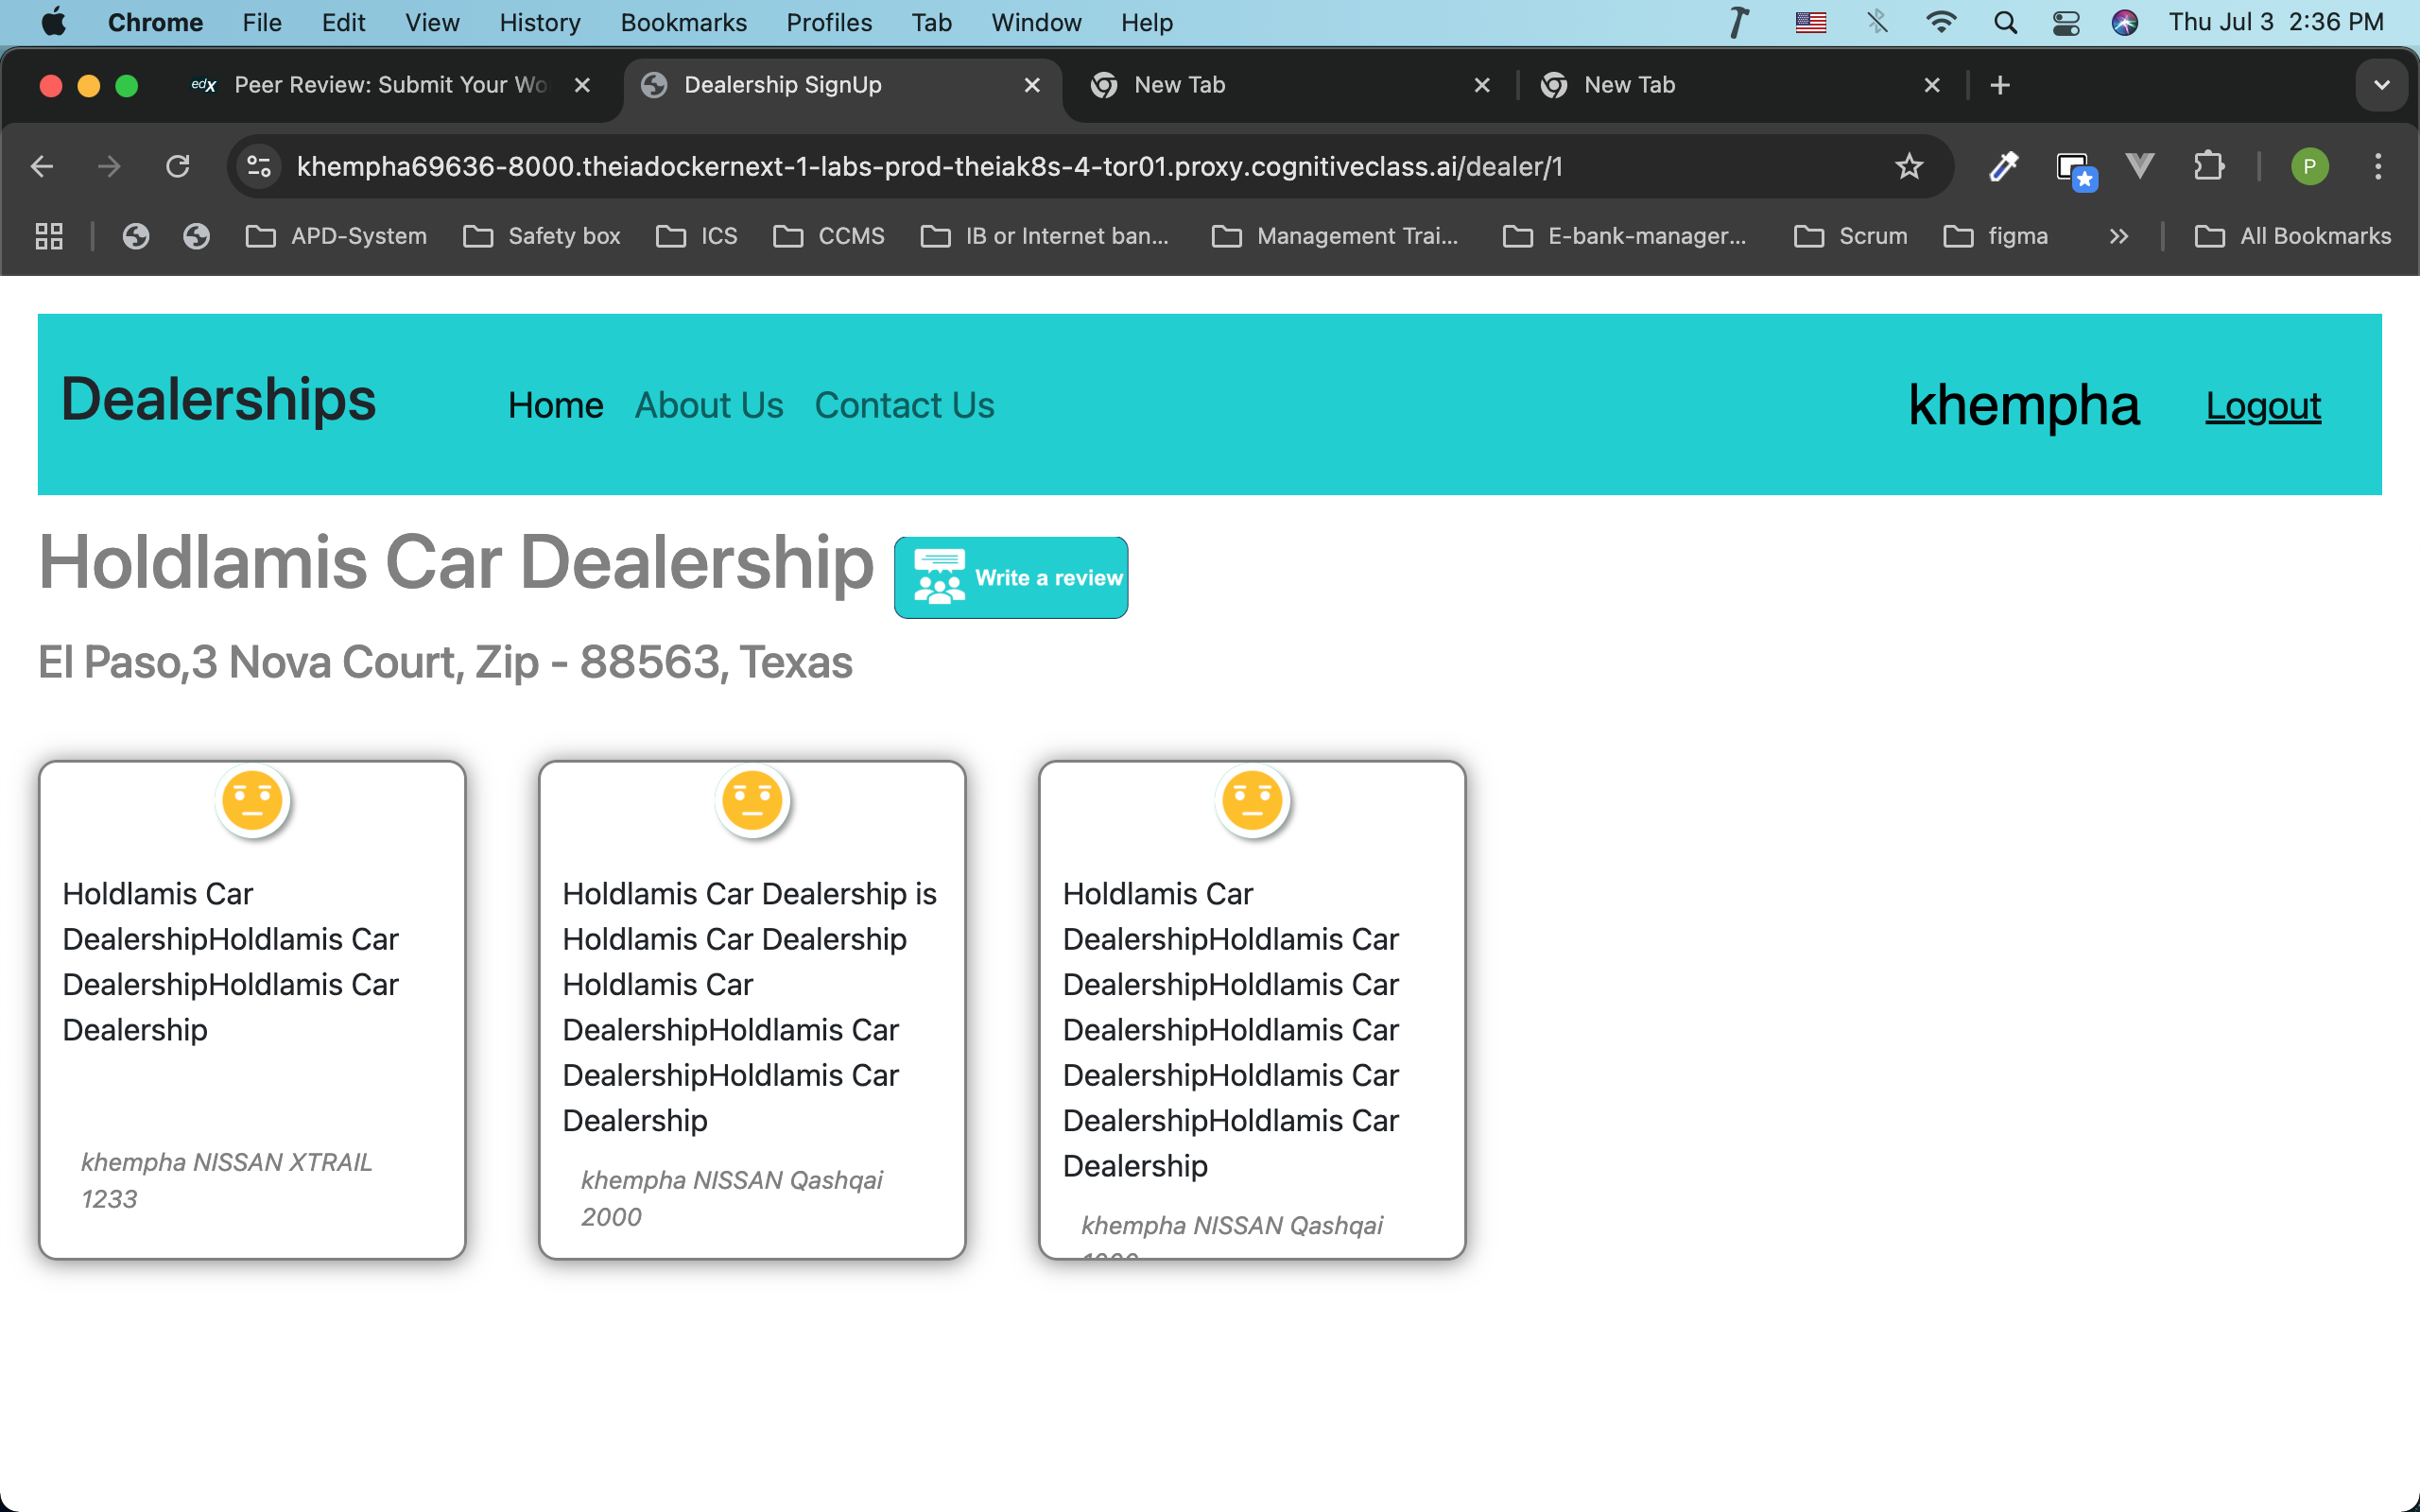 Chrome File Edit View History Bookmarks Profiles Tab Window Help Thu Jul 3 2:36 PM
edX Peer Review: Submit Your Wo Dealership SignUp New Tab New Tab
khempha69636-8000.theiadockernext-1-labs-prod-theiak8s-4-tor01.proxy.cognitiveclass.ai/dealer/1 P
APD-System Safety box ICS CCMS IB or Internet ban... Management Trai... E-bank-manager... Scrum figma » All Bookmarks
Dealerships Home About Us Contact Us khempha Logout
Holdlamis Car Dealership Write a review
El Paso,3 Nova Court, Zip - 88563, Texas
Holdlamis Car
DealershipHoldlamis Car
DealershipHoldlamis Car
Dealership
khempha NISSAN XTRAIL
1233
Holdlamis Car Dealership is
Holdlamis Car Dealership
Holdlamis Car
DealershipHoldlamis Car
DealershipHoldlamis Car
Dealership
khempha NISSAN Qashqai
2000
Holdlamis Car
DealershipHoldlamis Car
DealershipHoldlamis Car
DealershipHoldlamis Car
DealershipHoldlamis Car
DealershipHoldlamis Car
Dealership
khempha NISSAN Qashqai